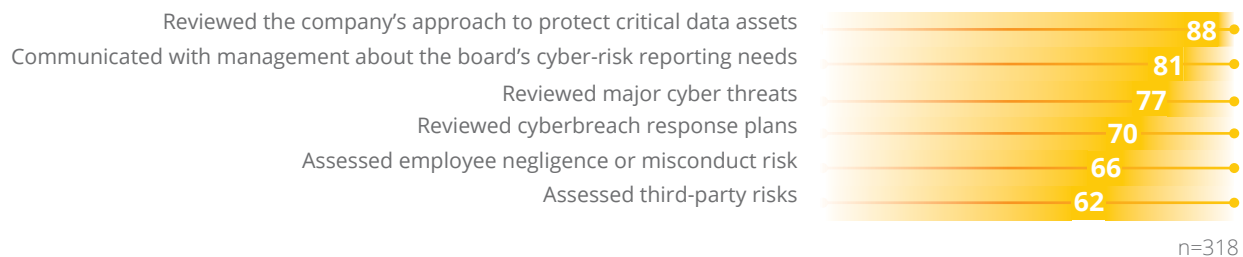 Reviewed the company’s approach to protect critical data assets 88
Communicated with management about the board’s cyber-risk reporting needs 81
Reviewed major cyber threats 77
Reviewed cyberbreach response plans 70
Assessed employee negligence or misconduct risk 66
Assessed third-party risks 62
n=318